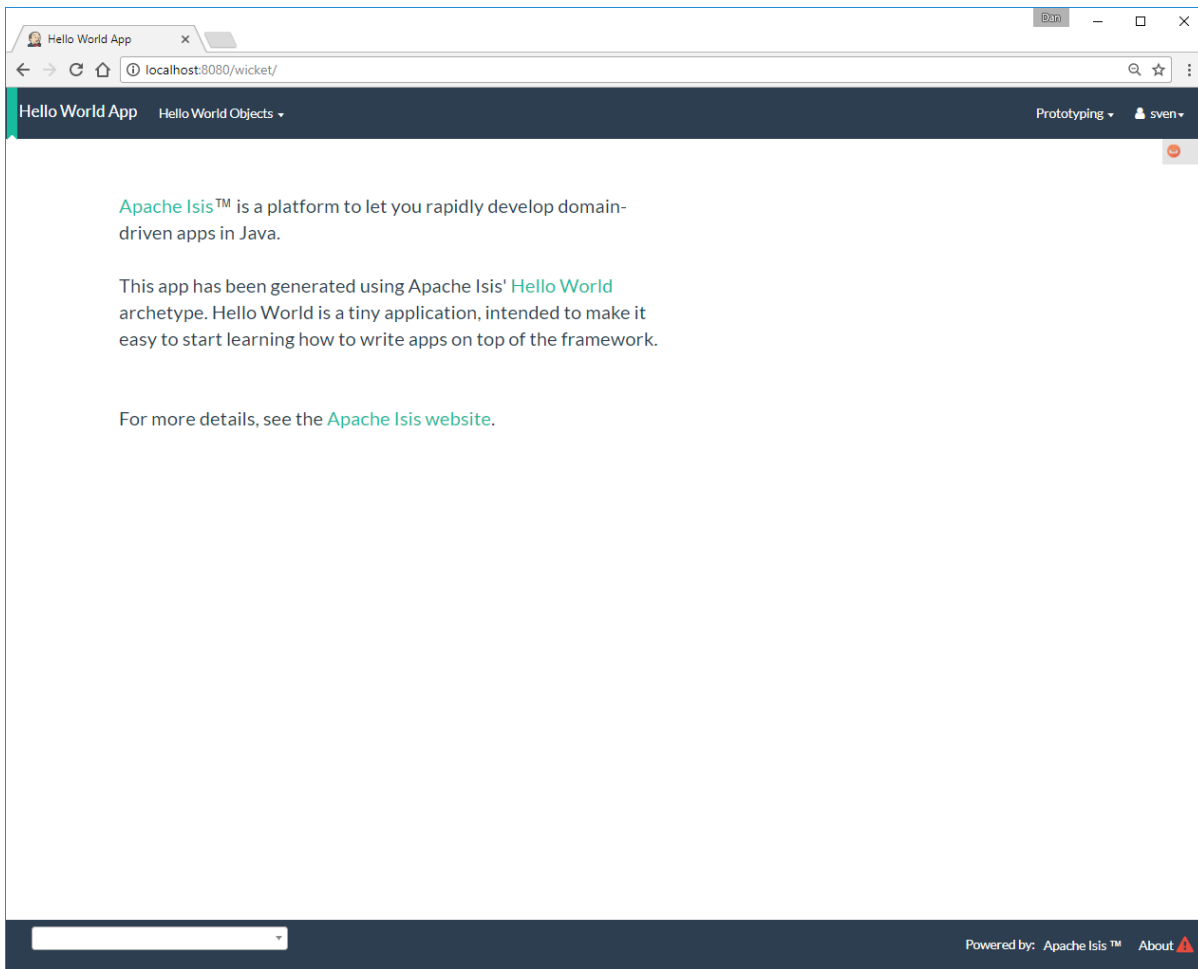 Dan
Hello World App
localhost:8080/wicket/
Hello World App Hello World Objects Prototyping sven
Apache Isis™ is a platform to let you rapidly develop domain-
driven apps in Java.
This app has been generated using Apache Isis' Hello World
archetype. Hello World is a tiny application, intended to make it
easy to start learning how to write apps on top of the framework.
For more details, see the Apache Isis website.
Powered by: Apache Isis ™ About